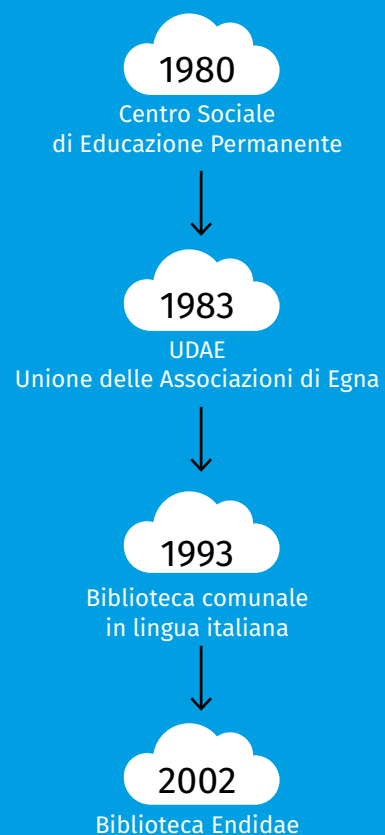 1980
Centro Sociale
di Educazione Permanente
1983
UDAE
Unione delle Associazioni di Egna
1993
Biblioteca comunale
in lingua italiana
2002
Biblioteca Endidae